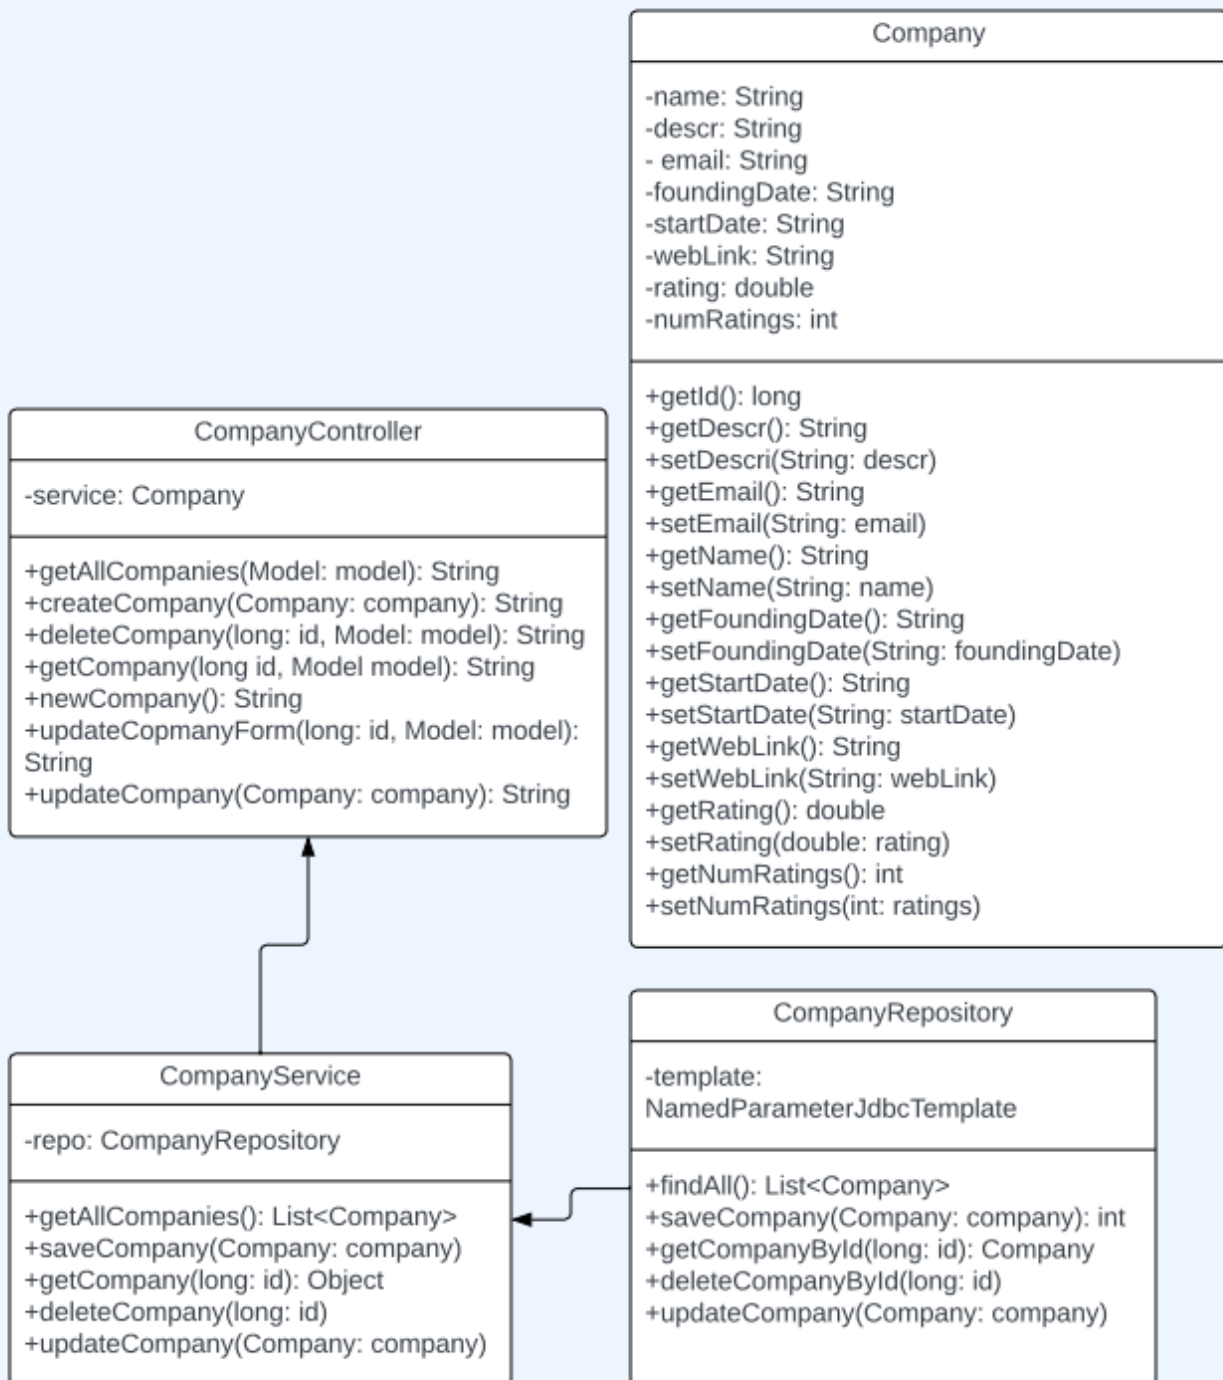 Company
-name: String
-descr: String
- email: String
-foundingDate: String
-startDate: String
-webLink: String
-rating: double
-numRatings: int
+getId(): long
+getDescr(): String
+setDescri(String: descr)
+getEmail(): String
+setEmail(String: email)
+getName(): String
+setName(String: name)
+getFoundingDate(): String
+setFoundingDate(String: foundingDate)
+getStartDate(): String
+setStartDate(String: startDate)
+getWebLink(): String
+setWebLink(String: webLink)
+getRating(): double
+setRating(double: rating)
+getNumRatings(): int
+setNumRatings(int: ratings)
CompanyController
-service: Company
+getAllCompanies(Model: model): String
+createCompany(Company: company): String
+deleteCompany(long: id, Model: model): String
+getCompany(long id, Model model): String
+newCompany(): String
+updateCopmanyForm(long: id, Model: model):
String
+updateCompany(Company: company): String
CompanyService
-repo: CompanyRepository
+getAllCompanies(): List<Company>
+saveCompany(Company: company)
+getCompany(long: id): Object
+deleteCompany(long: id)
+updateCompany(Company: company)
CompanyRepository
-template:
NamedParameterJdbcTemplate
+findAll(): List<Company>
+saveCompany(Company: company): int
+getCompanyById(long: id): Company
+deleteCompanyById(long: id)
+updateCompany(Company: company)